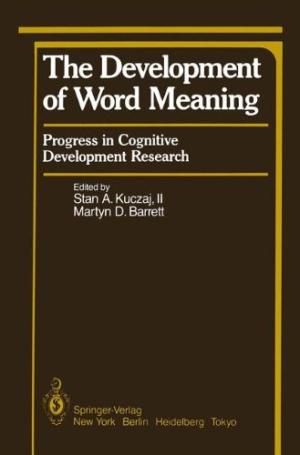 The Development
of Word Meaning
Progress in Cognitive
Development Research
Edited by
Stan A. Kuczaj, II
Martyn D. Barrett
Springer-Verlag
New York Berlin Heidelberg Tokyo